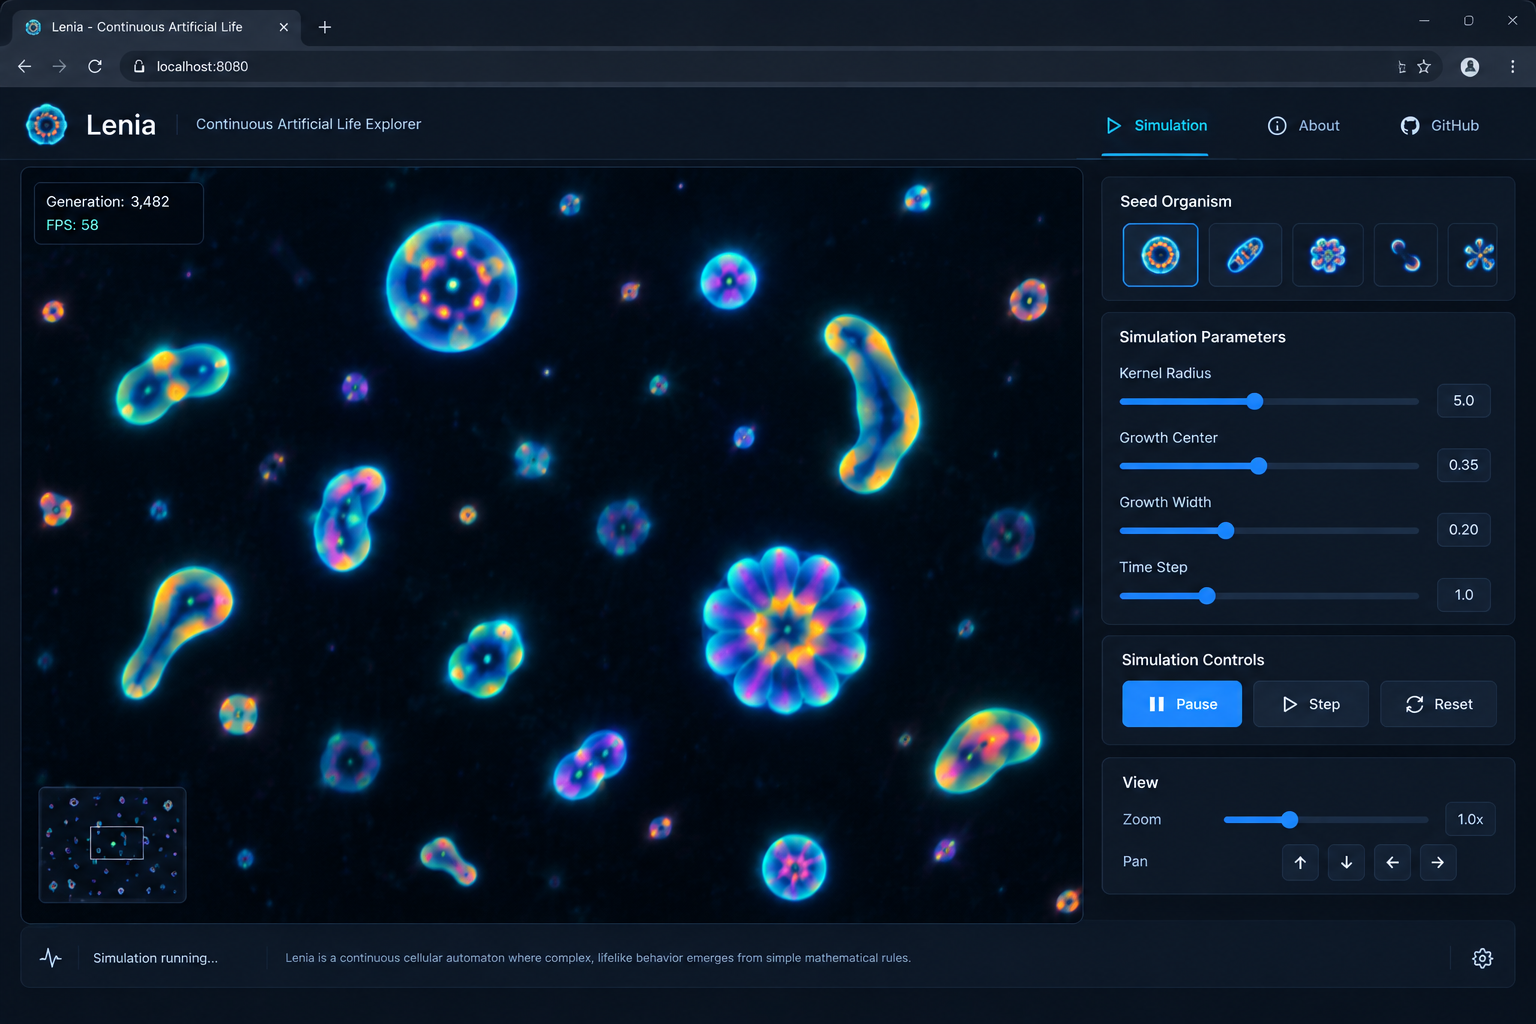 Lenia - Continuous Artificial Life
localhost:8080
Lenia
Continuous Artificial Life Explorer
Simulation
About
GitHub
Generation: 3,482
FPS: 58
Seed Organism
Simulation Parameters
Kernel Radius
5.0
Growth Center
0.35
Growth Width
0.20
Time Step
1.0
Simulation Controls
Pause
Step
Reset
View
Zoom
1.0x
Pan
Simulation running...
Lenia is a continuous cellular automaton where complex, lifelike behavior emerges from simple mathematical rules.